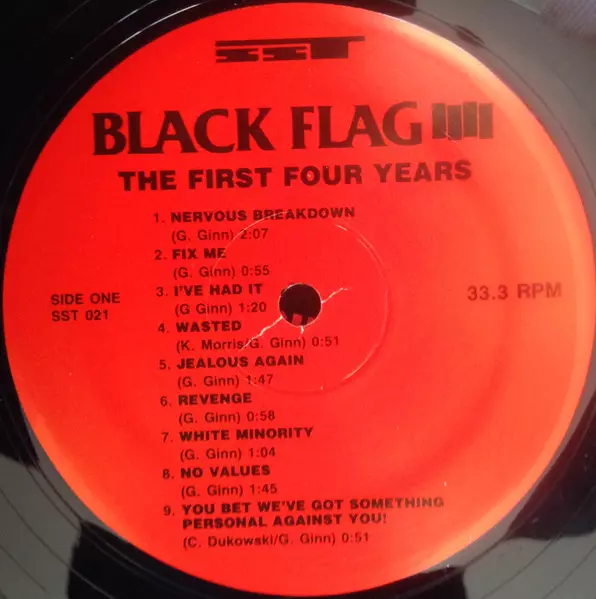 SST
BLACK FLAG
THE FIRST FOUR YEARS
1. NERVOUS BREAKDOWN
(G. Ginn) 2:07
2. FIX ME
(G. Ginn) 0:55
3. I'VE HAD IT
(G Ginn) 1:20
4. WASTED
(K. Morris/G. Ginn) 0:51
5. JEALOUS AGAIN
(G. Ginn) 1:47
6. REVENGE
(G. Ginn) 0:58
7. WHITE MINORITY
(G. Ginn) 1:04
8. NO VALUES
(G. Ginn) 1:45
9. YOU BET WE'VE GOT SOMETHING
PERSONAL AGAINST YOU!
(C. Dukowski/G. Ginn) 0:51
SIDE ONE
SST 021
33.3 RPM